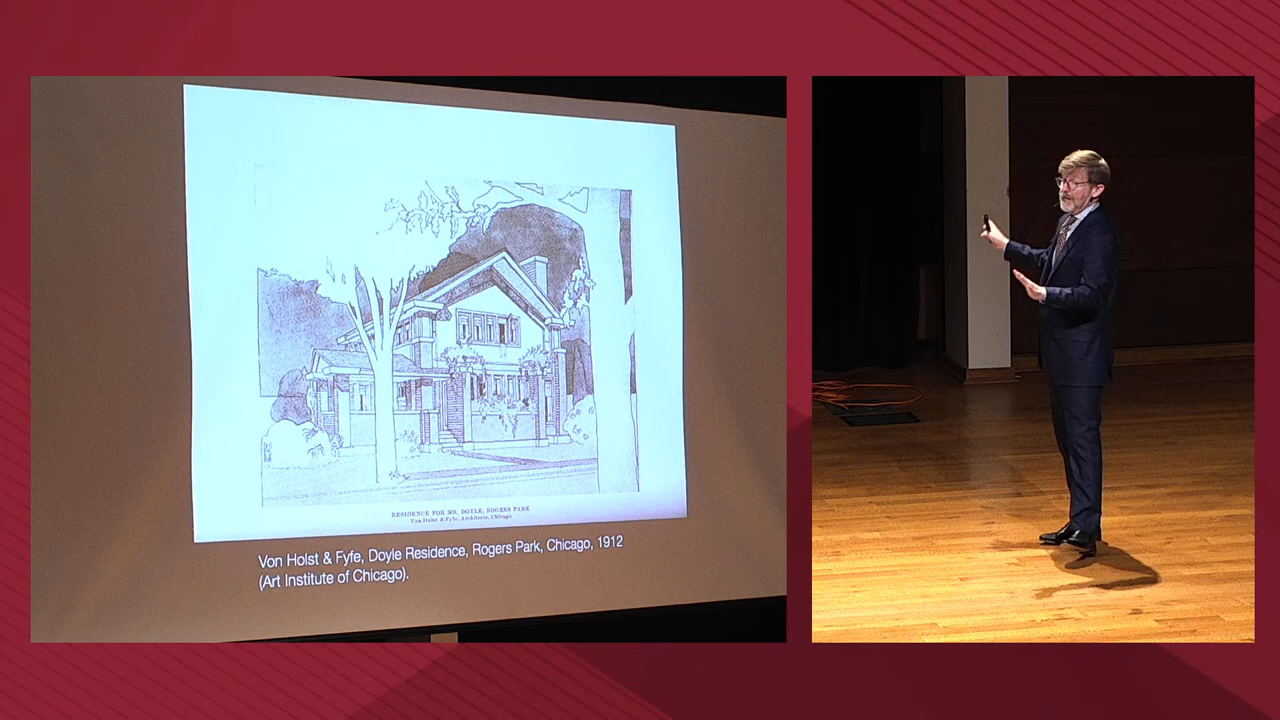 RESIDENCE FOR MR. DOYLE, ROGERS PARK
Von Holst & Fyfe, Architects, Chicago
Von Holst & Fyfe, Doyle Residence, Rogers Park, Chicago, 1912
(Art Institute of Chicago).